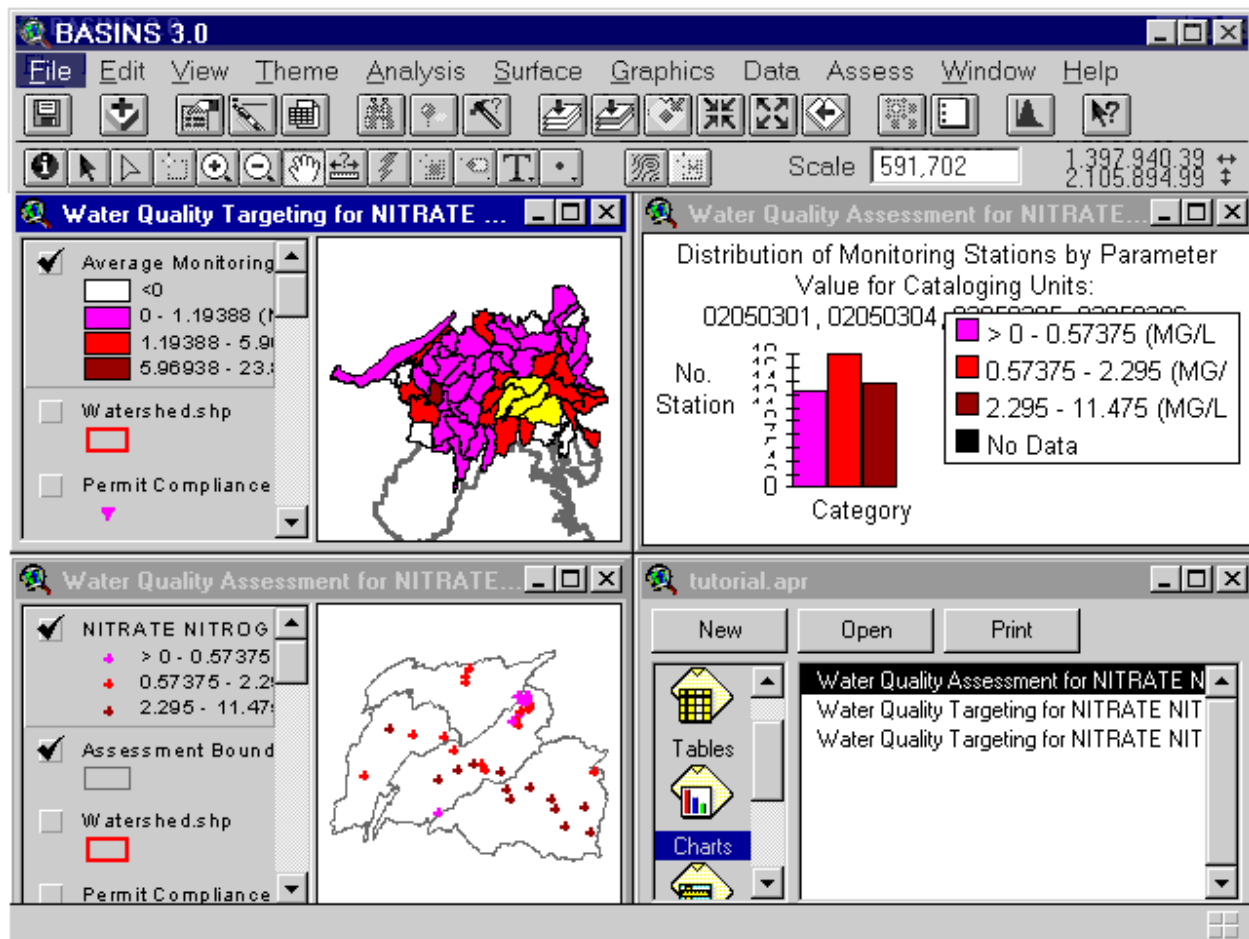 BASINS 3.0
File Edit View Theme Analysis Surface Graphics Data Assess Window Help
Scale 591,702
1,397,940.39
2,105,894.99
Water Quality Targeting for NITRATE ...
Average Monitoring
<0
0 - 1.19388 (
1.19388 - 5.9
5.96938 - 23.
Watershed.shp
Permit Compliance
Water Quality Assessment for NITRATE...
Distribution of Monitoring Stations by Parameter
Value for Cataloging Units:
02050301, 02050304,
No.
Station
0
Category
> 0 - 0.57375 (MG/L
0.57375 - 2.295 (MG/
2.295 - 11.475 (MG/L
No Data
Water Quality Assessment for NITRATE...
NITRATE NITROG
> 0 - 0.57375
0.57375 - 2.2
2.295 - 11.47
Assessment Bound
Watershed.shp
Permit Compliance
tutorial.apr
New Open Print
Tables
Charts
Water Quality Assessment for NITRATE N
Water Quality Targeting for NITRATE NIT
Water Quality Targeting for NITRATE NIT